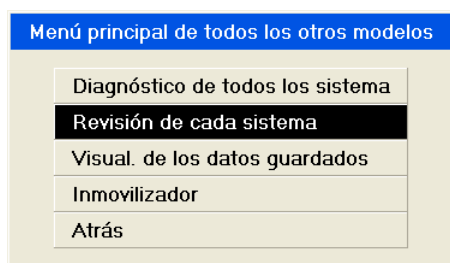 Menú principal de todos los otros modelos
Diagnóstico de todos los sistema
Revisión de cada sistema
Visual. de los datos guardados
Inmovilizador
Atrás